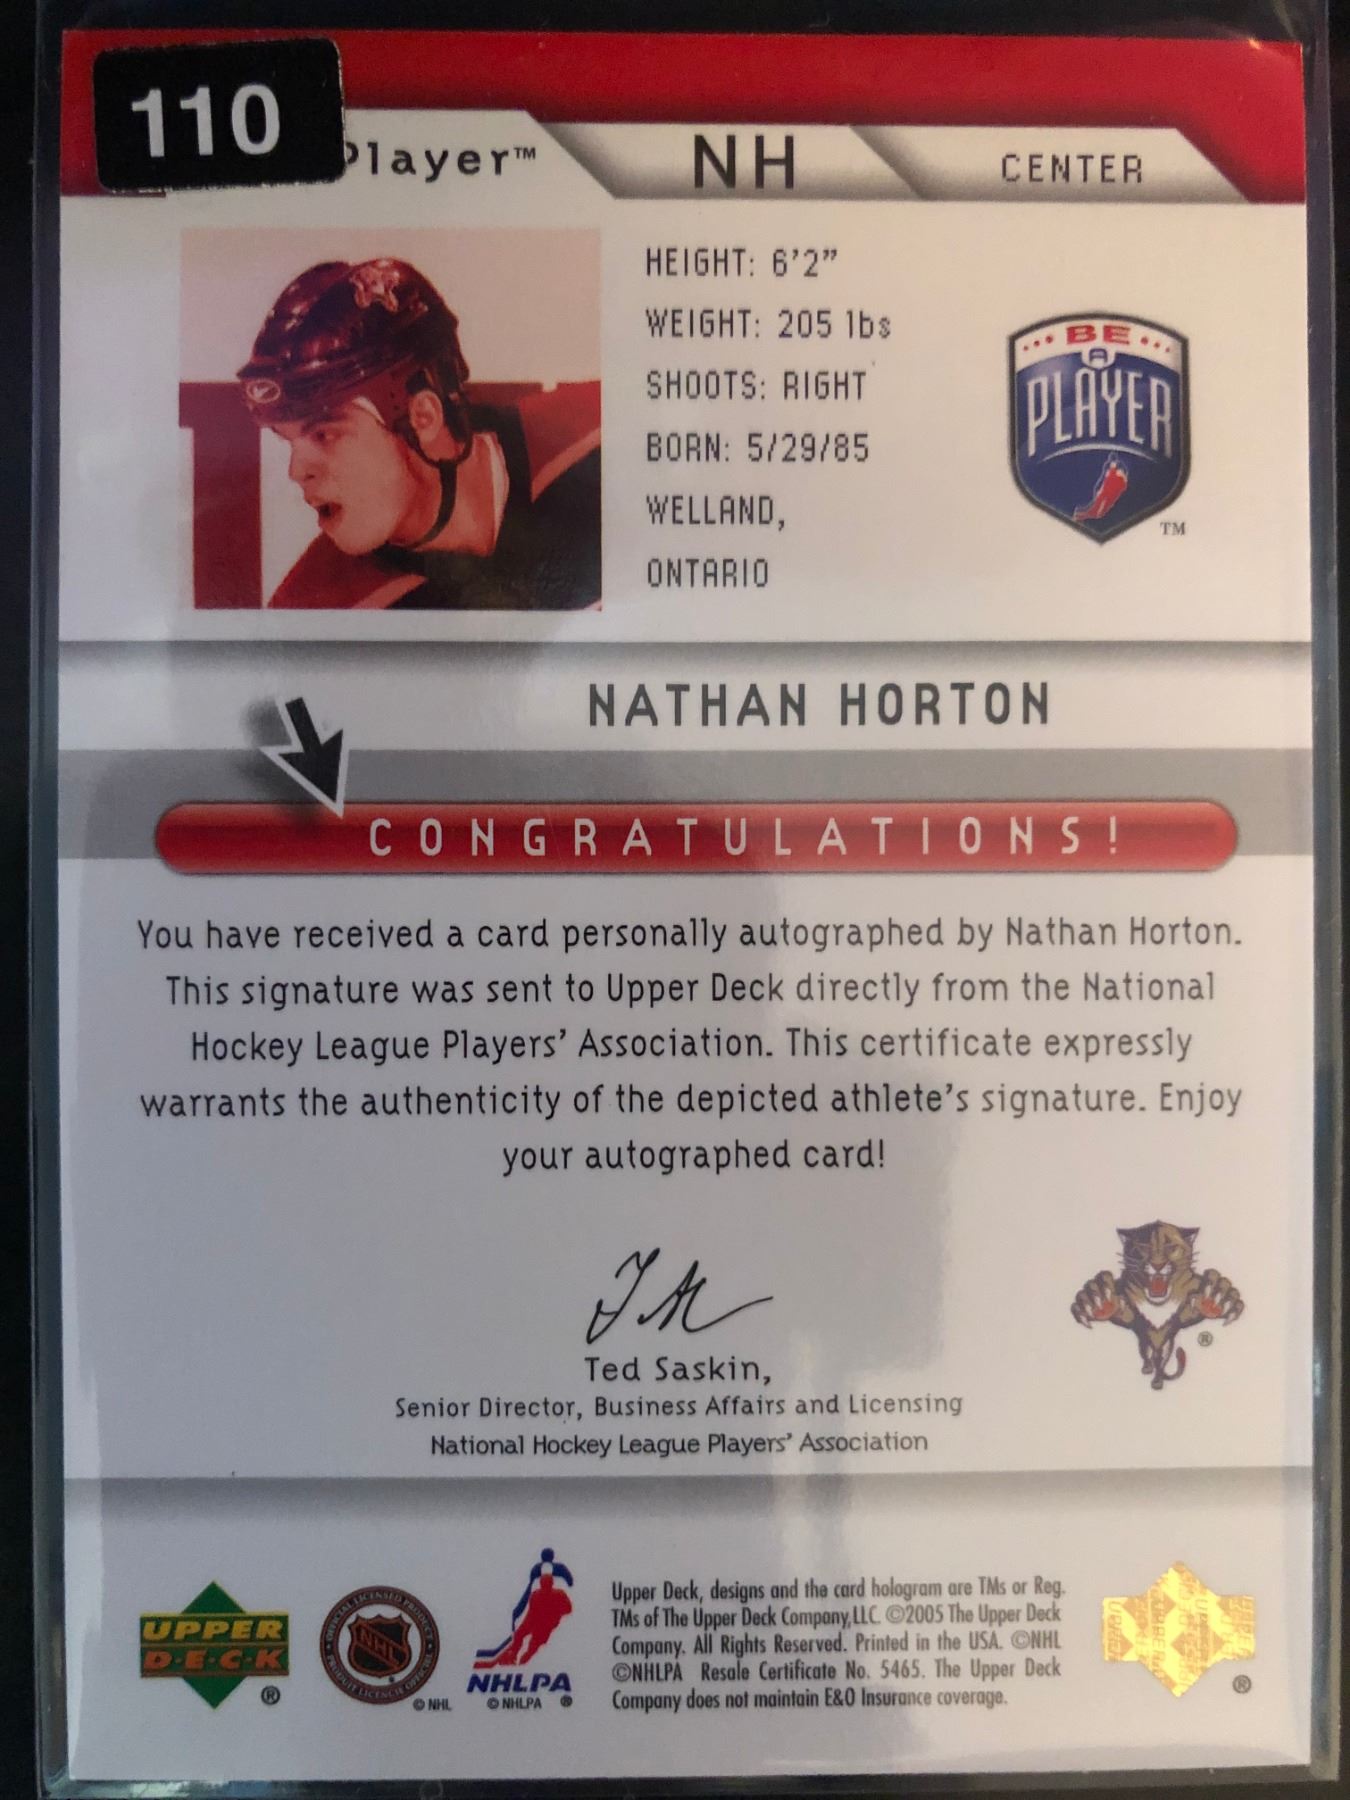 110
Player™
NH
CENTER
HEIGHT: 6'2"
WEIGHT: 205 lbs
SHOOTS: RIGHT
BORN: 5/29/85
WELLAND,
ONTARIO
BE
A
PLAYER
TM
NATHAN HORTON
CONGRATULATIONS!
You have received a card personally autographed by Nathan Horton.
This signature was sent to Upper Deck directly from the National
Hockey League Players' Association. This certificate expressly
warrants the authenticity of the depicted athlete's signature. Enjoy
your autographed card!
Ted Saskin,
Senior Director, Business Affairs and Licensing
National Hockey League Players' Association
®
UPPER
D·E·C·K
®
OFFICIAL LICENSED PRODUCT
NHL
PRODUIT LICENCIÉ OFFICIEL
© NHL
NHLPA
© NHLPA ®
Upper Deck, designs and the card hologram are TMs or Reg.
TMs of The Upper Deck Company,LLC. ©2005 The Upper Deck
Company. All Rights Reserved. Printed in the USA. ©NHL
©NHLPA Resale Certificate No. 5465. The Upper Deck
Company does not maintain E&O Insurance coverage.
®